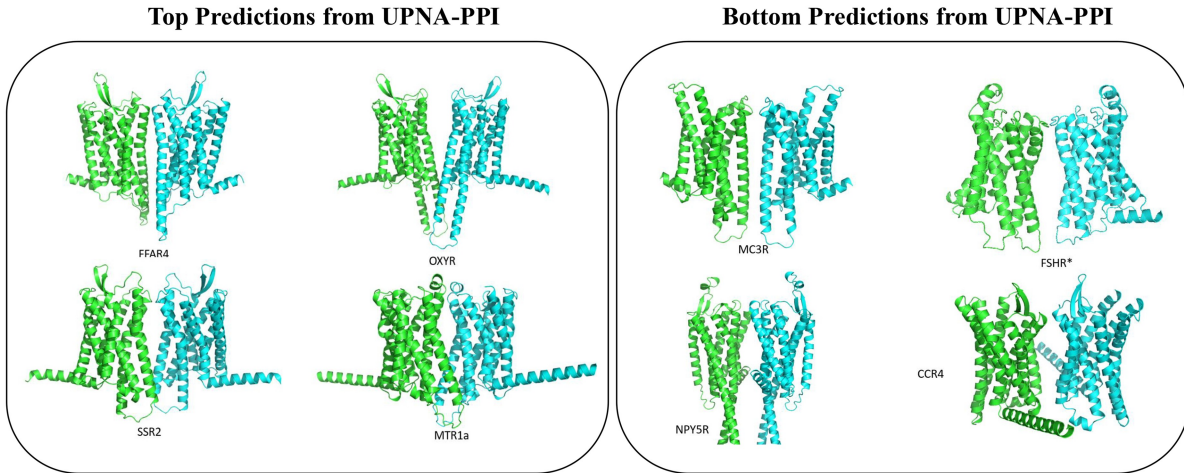 Top Predictions from UPNA-PPI
Bottom Predictions from UPNA-PPI
FFAR4
OXYR
SSR2
MTR1a
MC3R
FSHR*
NPY5R
CCR4